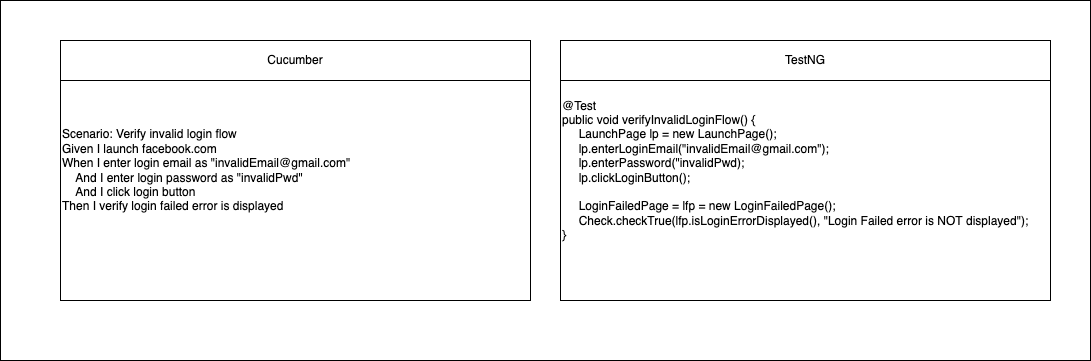 Cucumber
Scenario: Verify invalid login flow
Given I launch facebook.com
When I enter login email as "invalidEmail@gmail.com"
And I enter login password as "invalidPwd"
And I click login button
Then I verify login failed error is displayed
TestNG
@Test
public void verifyInvalidLoginFlow() {
LaunchPage lp = new LaunchPage();
lp.enterLoginEmail("invalidEmail@gmail.com");
lp.enterPassword("invalidPwd);
lp.clickLoginButton();
LoginFailedPage = lfp = new LoginFailedPage();
Check.checkTrue(lfp.isLoginErrorDisplayed(), "Login Failed error is NOT displayed");
}